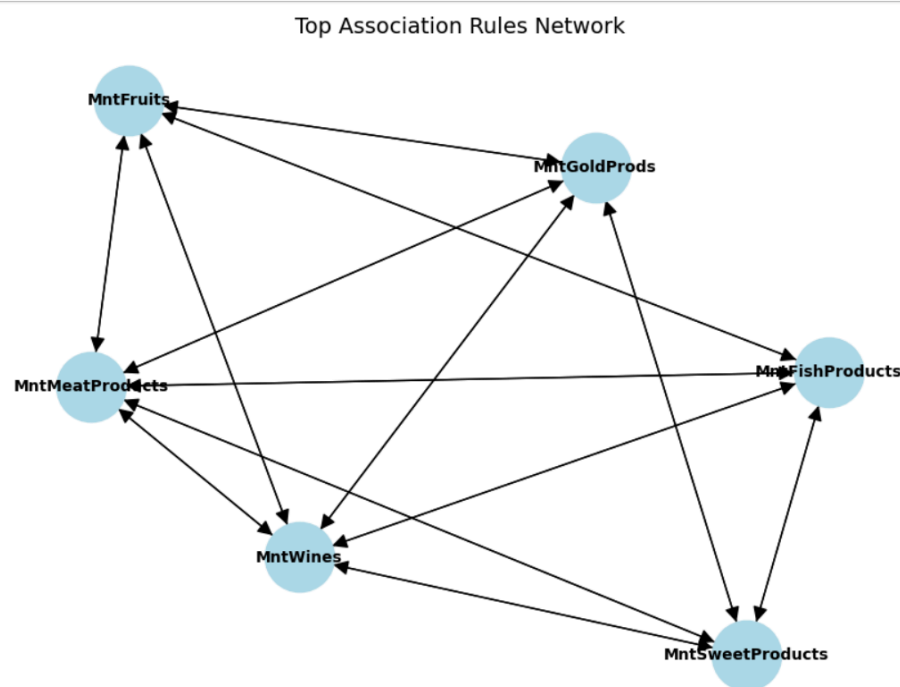 Top Association Rules Network
MntFruits
MntGoldProds
MntFishProducts
MntMeatProducts
MntWines
MntSweetProducts